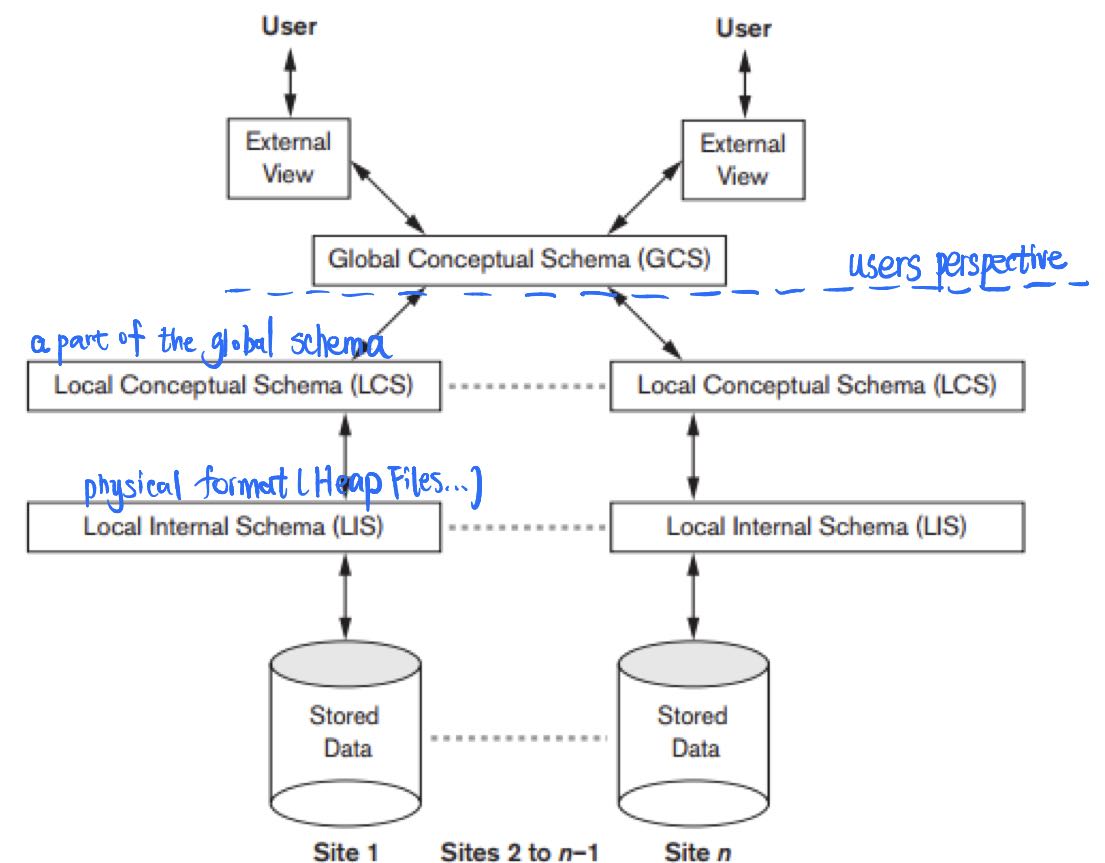 User
User
External
View
External
View
Global Conceptual Schema (GCS)
users perspective
a part of the global schema
Local Conceptual Schema (LCS)
Local Conceptual Schema (LCS)
physical format (Heap Files...)
Local Internal Schema (LIS)
Local Internal Schema (LIS)
Stored
Data
Stored
Data
Site 1
Sites 2 to n–1
Site n